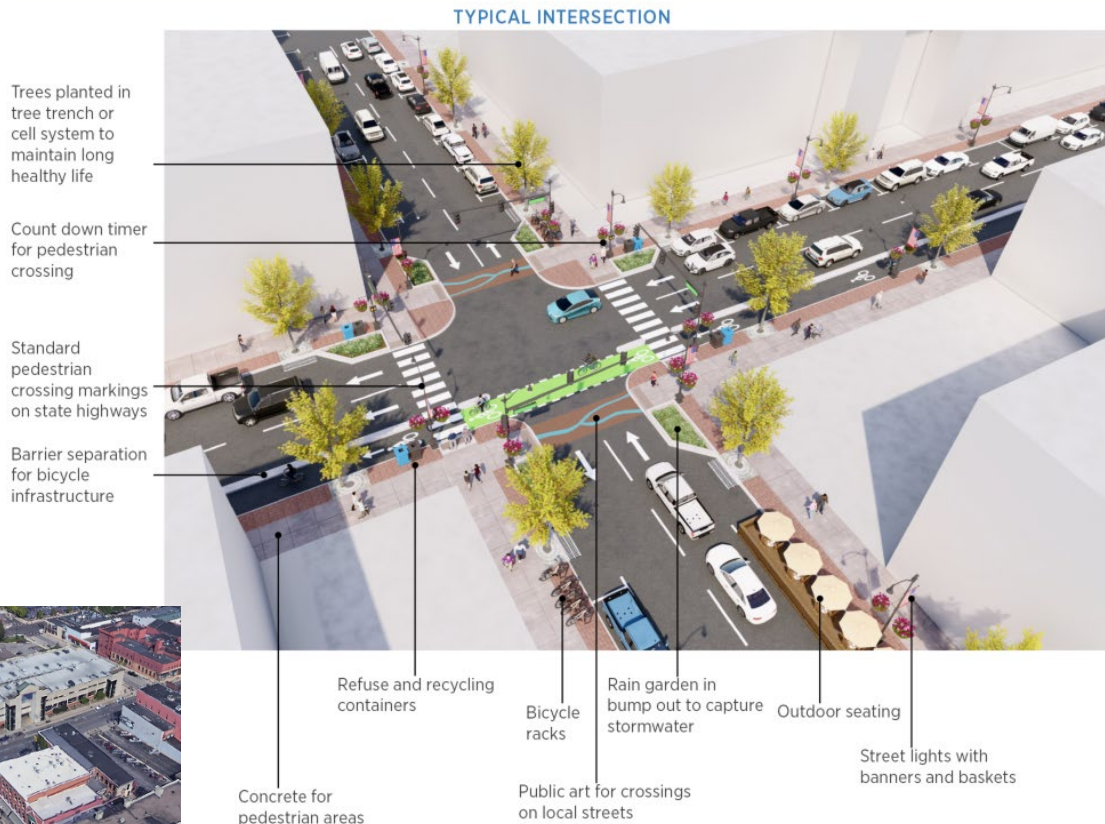 TYPICAL INTERSECTION
Trees planted in
tree trench or
cell system to
maintain long
healthy life
Count down timer
for pedestrian
crossing
Standard
pedestrian
crossing markings
on state highways
Barrier separation
for bicycle
infrastructure
Refuse and recycling
containers
Bicycle
racks
Rain garden in
bump out to capture
stormwater
Outdoor seating
Street lights with
banners and baskets
Concrete for
pedestrian areas
Public art for crossings
on local streets